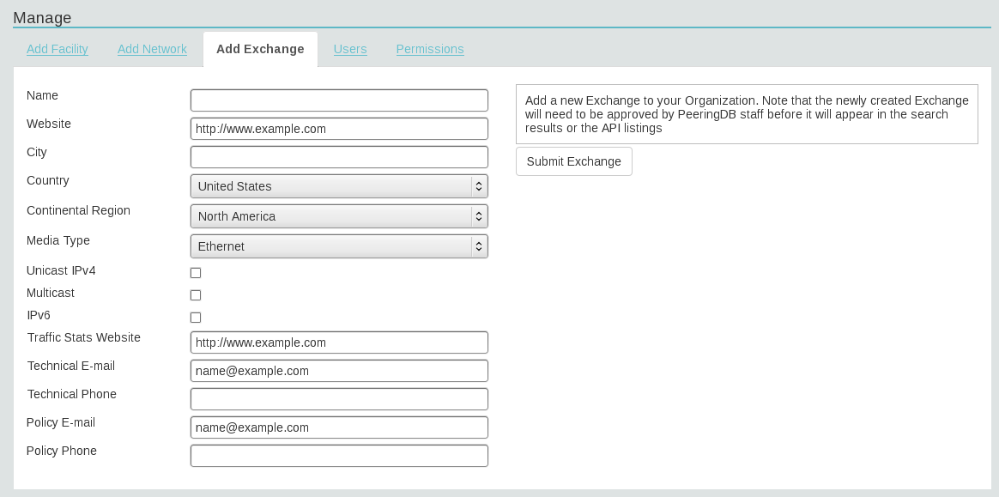 Manage
Add Facility Add Network Add Exchange Users Permissions
Name
Website http://www.example.com
City
Country United States
Continental Region North America
Media Type Ethernet
Unicast IPv4
Multicast
IPv6
Traffic Stats Website http://www.example.com
Technical E-mail name@example.com
Technical Phone
Policy E-mail name@example.com
Policy Phone
Add a new Exchange to your Organization. Note that the newly created Exchange
will need to be approved by PeeringDB staff before it will appear in the search
results or the API listings
Submit Exchange